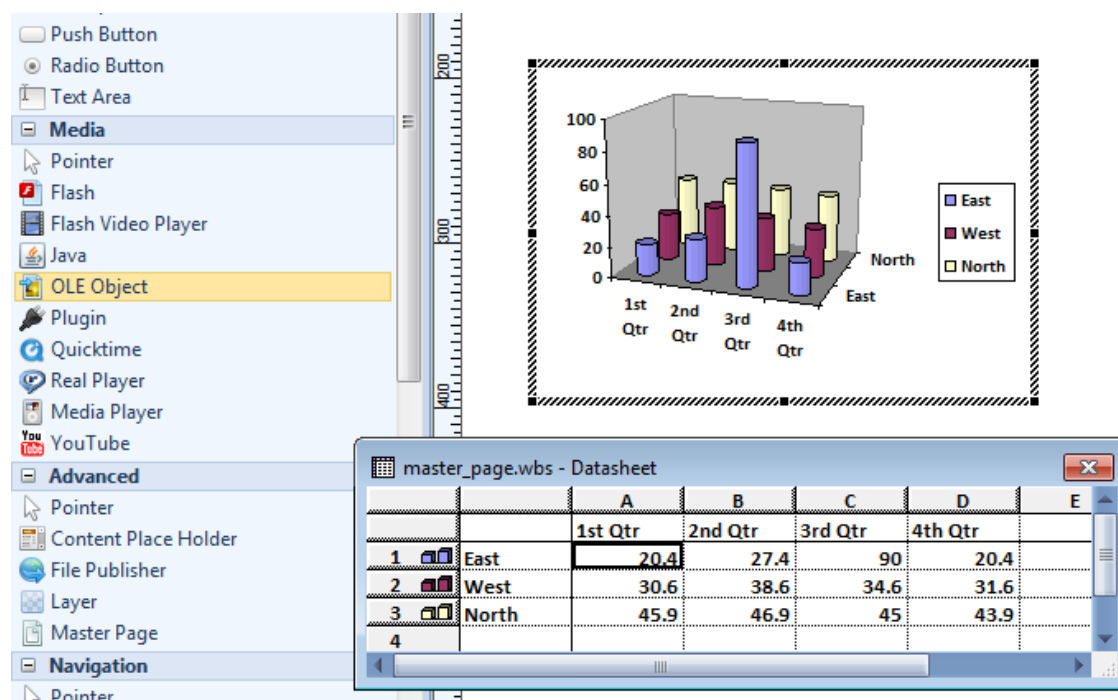 Push Button
Radio Button
Text Area
Media
Pointer
Flash
Flash Video Player
Java
OLE Object
Plugin
Quicktime
Real Player
Media Player
You
Tube YouTube
Advanced
Pointer
Content Place Holder
File Publisher
Layer
Master Page
Navigation
Pointer
200
300
400
100
80
60
40
20
0
1st
Qtr
2nd
Qtr
3rd
Qtr
4th
Qtr
North
East
East
West
North
master_page.wbs - Datasheet
A B C D E
1st Qtr 2nd Qtr 3rd Qtr 4th Qtr
1 East 20.4 27.4 90 20.4
2 West 30.6 38.6 34.6 31.6
3 North 45.9 46.9 45 43.9
4